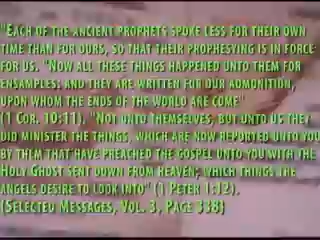 "Each of the ancient prophets spoke less for their own
time than for ours, so that their prophesying is in force
for us. "Now all these things happened unto them for
ensamples: and they are written for our admonition,
upon whom the ends of the world are come"
(1 Cor. 10:11). "Not unto themselves, but unto us they
did minister the things, which are now reported unto you
by them that have preached the gospel unto you with the
Holy Ghost sent down from heaven; which things the
angels desire to look into" (1 Peter 1:12).
(Selected Messages, Vol. 3, Page 338)